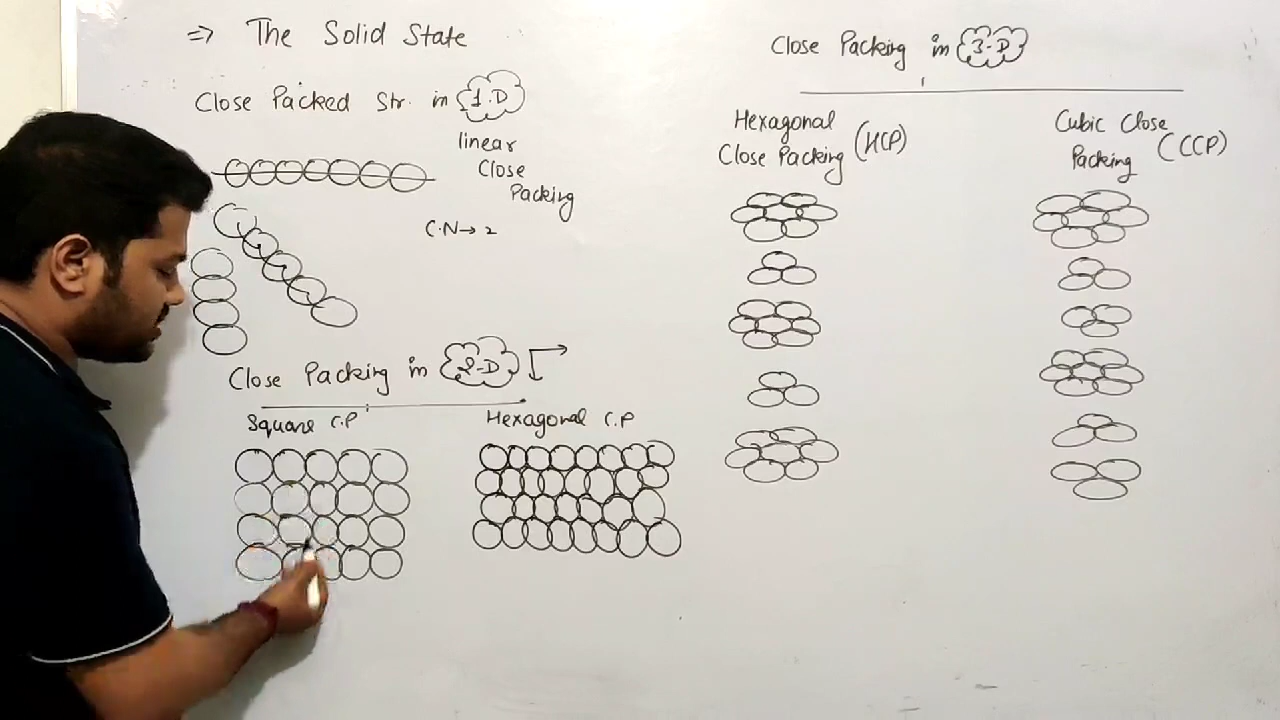 => The Solid State
Close Packed Str. in 1.D
linear
Close
Packing
C.N→ 2
Close Packing in 2-D
Square C.P
Hexagonal C.P
Close Packing in 3-D
Hexagonal
Close Packing (HCP)
Cubic Close
Packing (CCP)